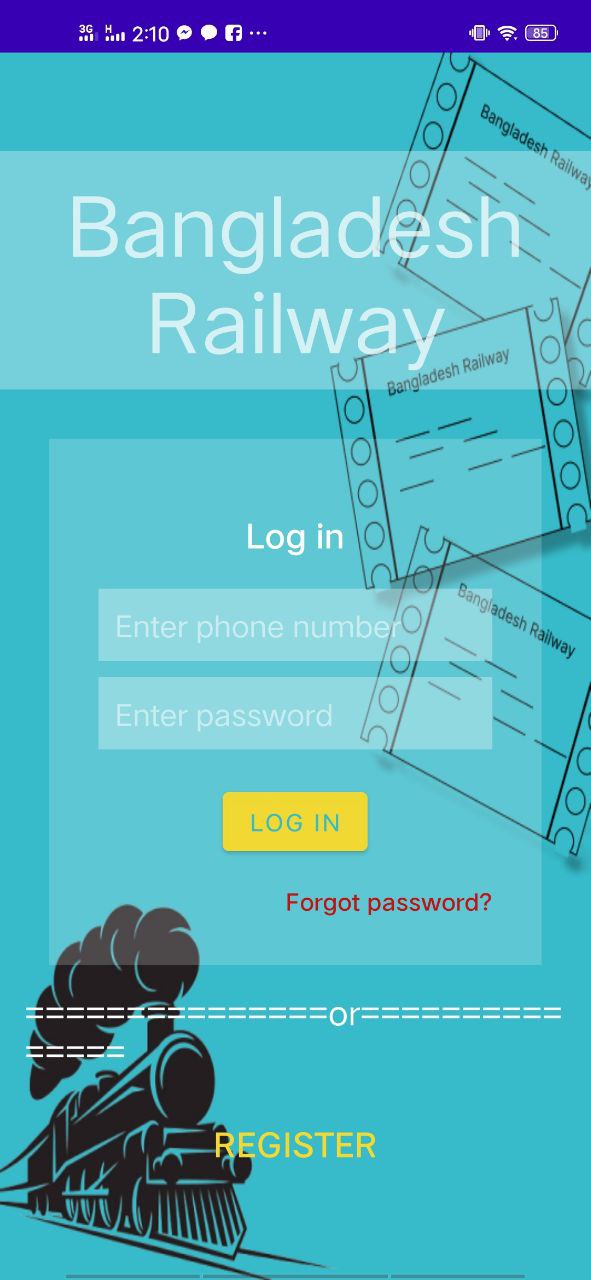 3G H 2:10 85
Bangladesh Railway
Bangladesh
Railway
Bangladesh Railway
Log in
Enter phone number
Bangladesh Railway
Enter password
LOG IN
Forgot password?
===============or==========
=====
REGISTER